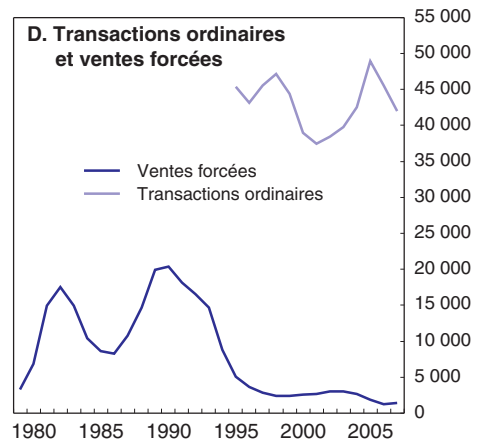 D. Transactions ordinaires
et ventes forcées
55 000
50 000
45 000
40 000
35 000
30 000
25 000
20 000
15 000
10 000
5 000
0
Ventes forcées
Transactions ordinaires
1980 1985 1990 1995 2000 2005